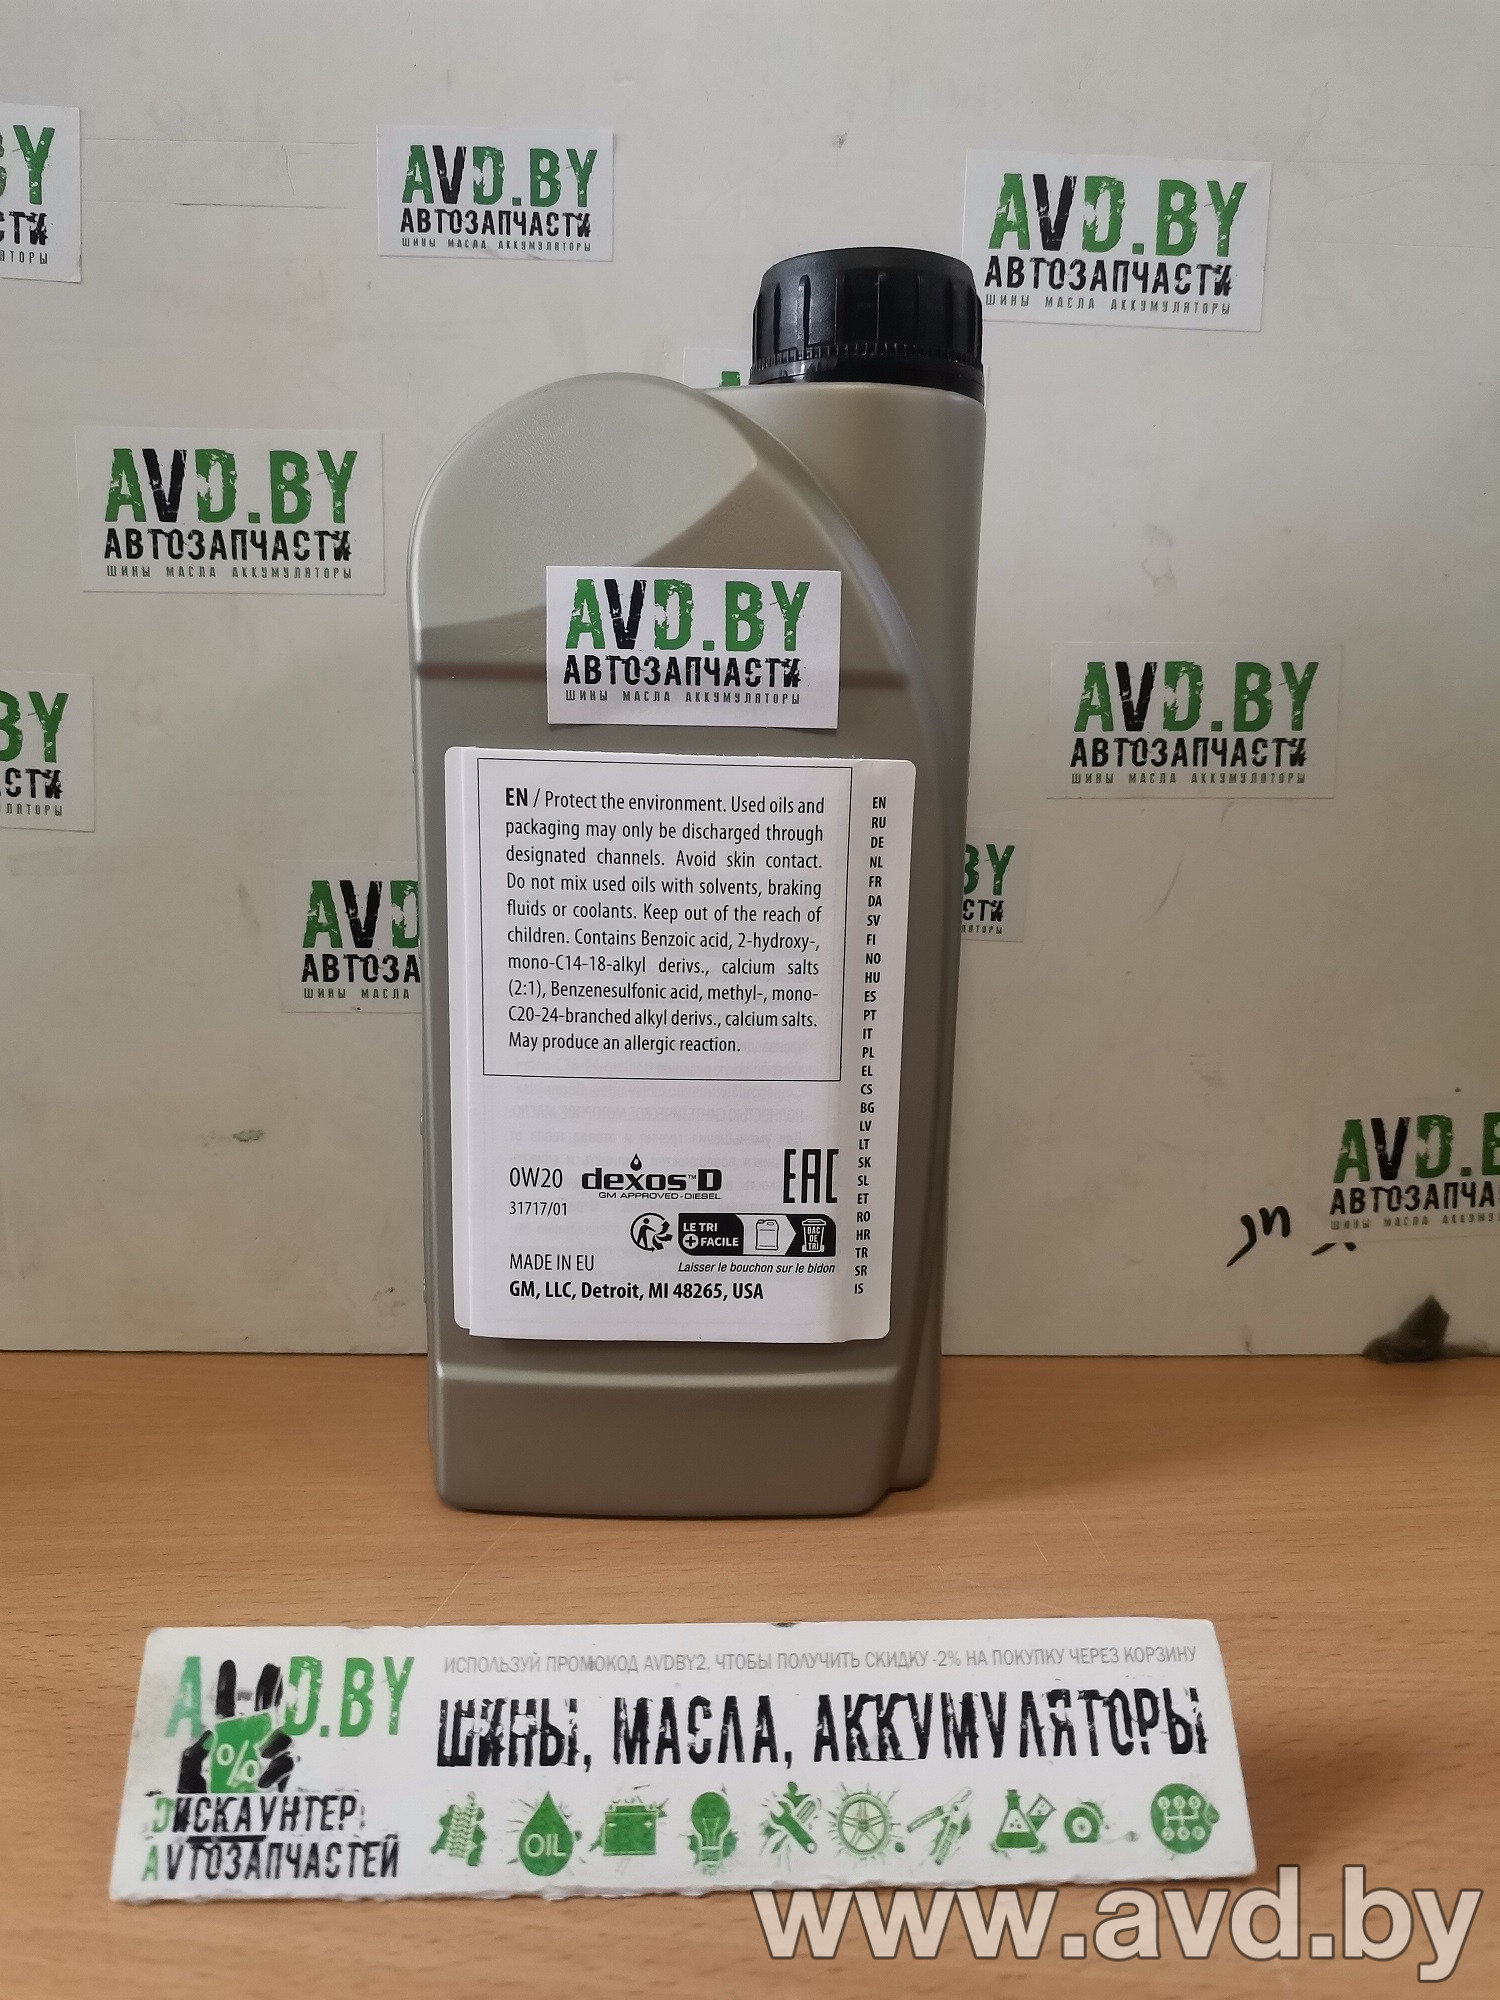 AVD.BY
АВТОЗАПЧАСТИ
ШИНЫ МАСЛА АККУМУЛЯТОРЫ
AVD.BY
АВТОЗАПЧАСТИ
ШИНЫ МАСЛА АККУМУЛЯТОРЫ
AVD.BY
АВТОЗАПЧАСТИ
ШИНЫ МАСЛА АККУМУЛЯТОРЫ
AVD.BY
АВТОЗАПЧАСТИ
ШИНЫ МАСЛА АККУМУЛЯТОРЫ
AVD.BY
АВТОЗАПЧАСТИ
ШИНЫ МАСЛА АККУМУЛЯТОРЫ
EN / Protect the environment. Used oils and
packaging may only be discharged through
designated channels. Avoid skin contact.
Do not mix used oils with solvents, braking
fluids or coolants. Keep out of the reach of
children. Contains Benzoic acid, 2-hydroxy-,
mono-C14-18-alkyl derivs., calcium salts
(2:1), Benzenesulfonic acid, methyl-, mono-
C20-24-branched alkyl derivs., calcium salts.
May produce an allergic reaction.
0W20 dexos™ D
GM APPROVED-DIESEL
EAC
31717/01
LE TRI
+ FACILE
BAC
DE
TRI
MADE IN EU
Laisser le bouchon sur le bidon
GM, LLC, Detroit, MI 48265, USA
EN
RU
DE
NL
FR
DA
SV
FI
NO
HU
ES
PT
IT
PL
EL
CS
BG
LV
LT
SK
SL
ET
RO
HR
TR
SR
IS
ИСПОЛЬЗУЙ ПРОМОКОД AVDBY2, ЧТОБЫ ПОЛУЧИТЬ СКИДКУ -2% НА ПОКУПКУ ЧЕРЕЗ КОРЗИНУ
AVD.BY
%
DИСКАУНТЕР
AVTOЗАПЧАСТЕЙ
ШИНЫ, МАСЛА, АККУМУЛЯТОРЫ
OIL
www.avd.by